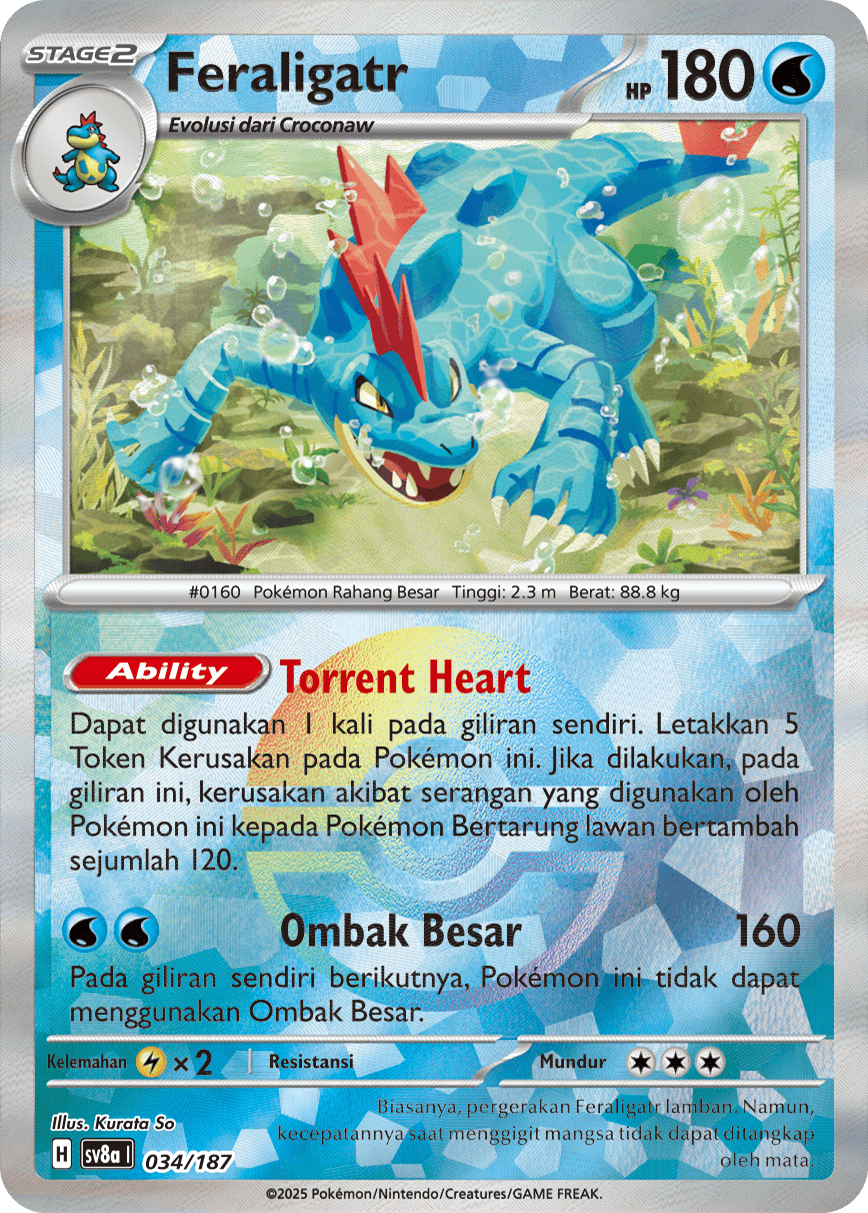 STAGE2
Feraligatr
HP 180
Evolusi dari Croconaw
#0160 Pokémon Rahang Besar Tinggi: 2.3 m Berat: 88.8 kg
Ability Torrent Heart
Dapat digunakan 1 kali pada giliran sendiri. Letakkan 5
Token Kerusakan pada Pokémon ini. Jika dilakukan, pada
giliran ini, kerusakan akibat serangan yang digunakan oleh
Pokémon ini kepada Pokémon Bertarung lawan bertambah
sejumlah 120.
Ombak Besar 160
Pada giliran sendiri berikutnya, Pokémon ini tidak dapat
menggunakan Ombak Besar.
Kelemahan ×2 Resistansi Mundur
Illus. Kurata So
Biasanya, pergerakan Feraligatr lamban. Namun,
kecepatannya saat menggigit mangsa tidak dapat ditangkap
oleh mata.
H sv8a I 034/187
©2025 Pokémon/Nintendo/Creatures/GAME FREAK.